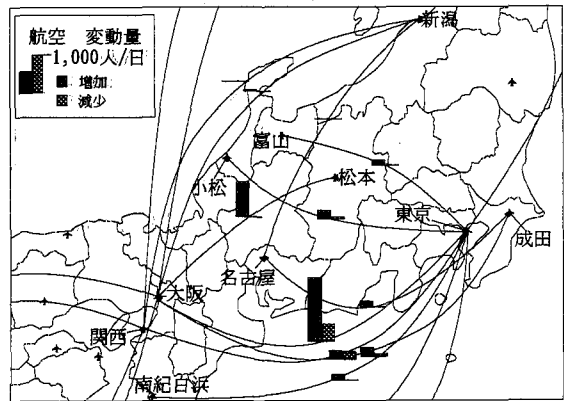 航空 変動量
1,000人/日
増加
減少
新潟
富山
小松
松本
東京
成田
名古屋
大阪
関西
南紀白浜